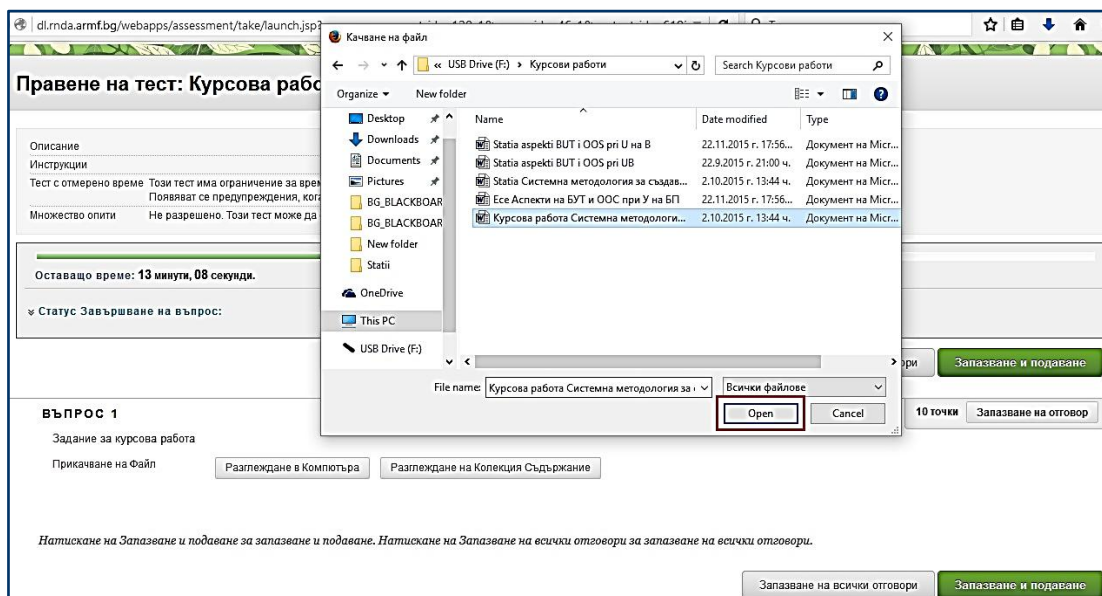 dl.rnda.armf.bg/webapps/assessment/take/launch.jsp?
Качване на файл
« USB Drive (F:) › Курсови работи
Search Курсови работи
Правене на тест: Курсова рабо
Organize
New folder
Описание
Инструкции
Тест с отмерено време Този тест има ограничение за врем
Появяват се предупреждения, кога
Множество опити Не разрешено. Този тест може да
Оставащо време: 13 минути, 08 секунди.
Статус Завършване на въпрос:
Desktop
Downloads
Documents
Pictures
BG_BLACKBOAR
BG_BLACKBOAR
New folder
Statii
OneDrive
This PC
USB Drive (F:)
Name Date modified Type
Statia aspekti BUT i OOS pri U na B 22.11.2015 г. 17:56... Документ на Micr...
Statia aspekti BUT i OOS pri UB 22.9.2015 г. 21:00 ч. Документ на Micr...
Statia Системна методология за създав... 2.10.2015 г. 13:44 ч. Документ на Micr...
Есе Аспекти на БУТ и ООС при У на БП 22.11.2015 г. 17:56... Документ на Micr...
Курсова работа Системна методологи... 2.10.2015 г. 13:44 ч. Документ на Micr...
File name: Курсова работа Системна методология за
Всички файлове
Open Cancel
ори Запазване и подаване
ВЪПРОС 1
10 точки Запазване на отговор
Задание за курсова работа
Прикачване на Файл Разглеждане в Компютъра Разглеждане на Колекция Съдържание
Натискане на Запазване и подаване за запазване и подаване. Натискане на Запазване на всички отговори за запазване на всички отговори.
Запазване на всички отговори Запазване и подаване